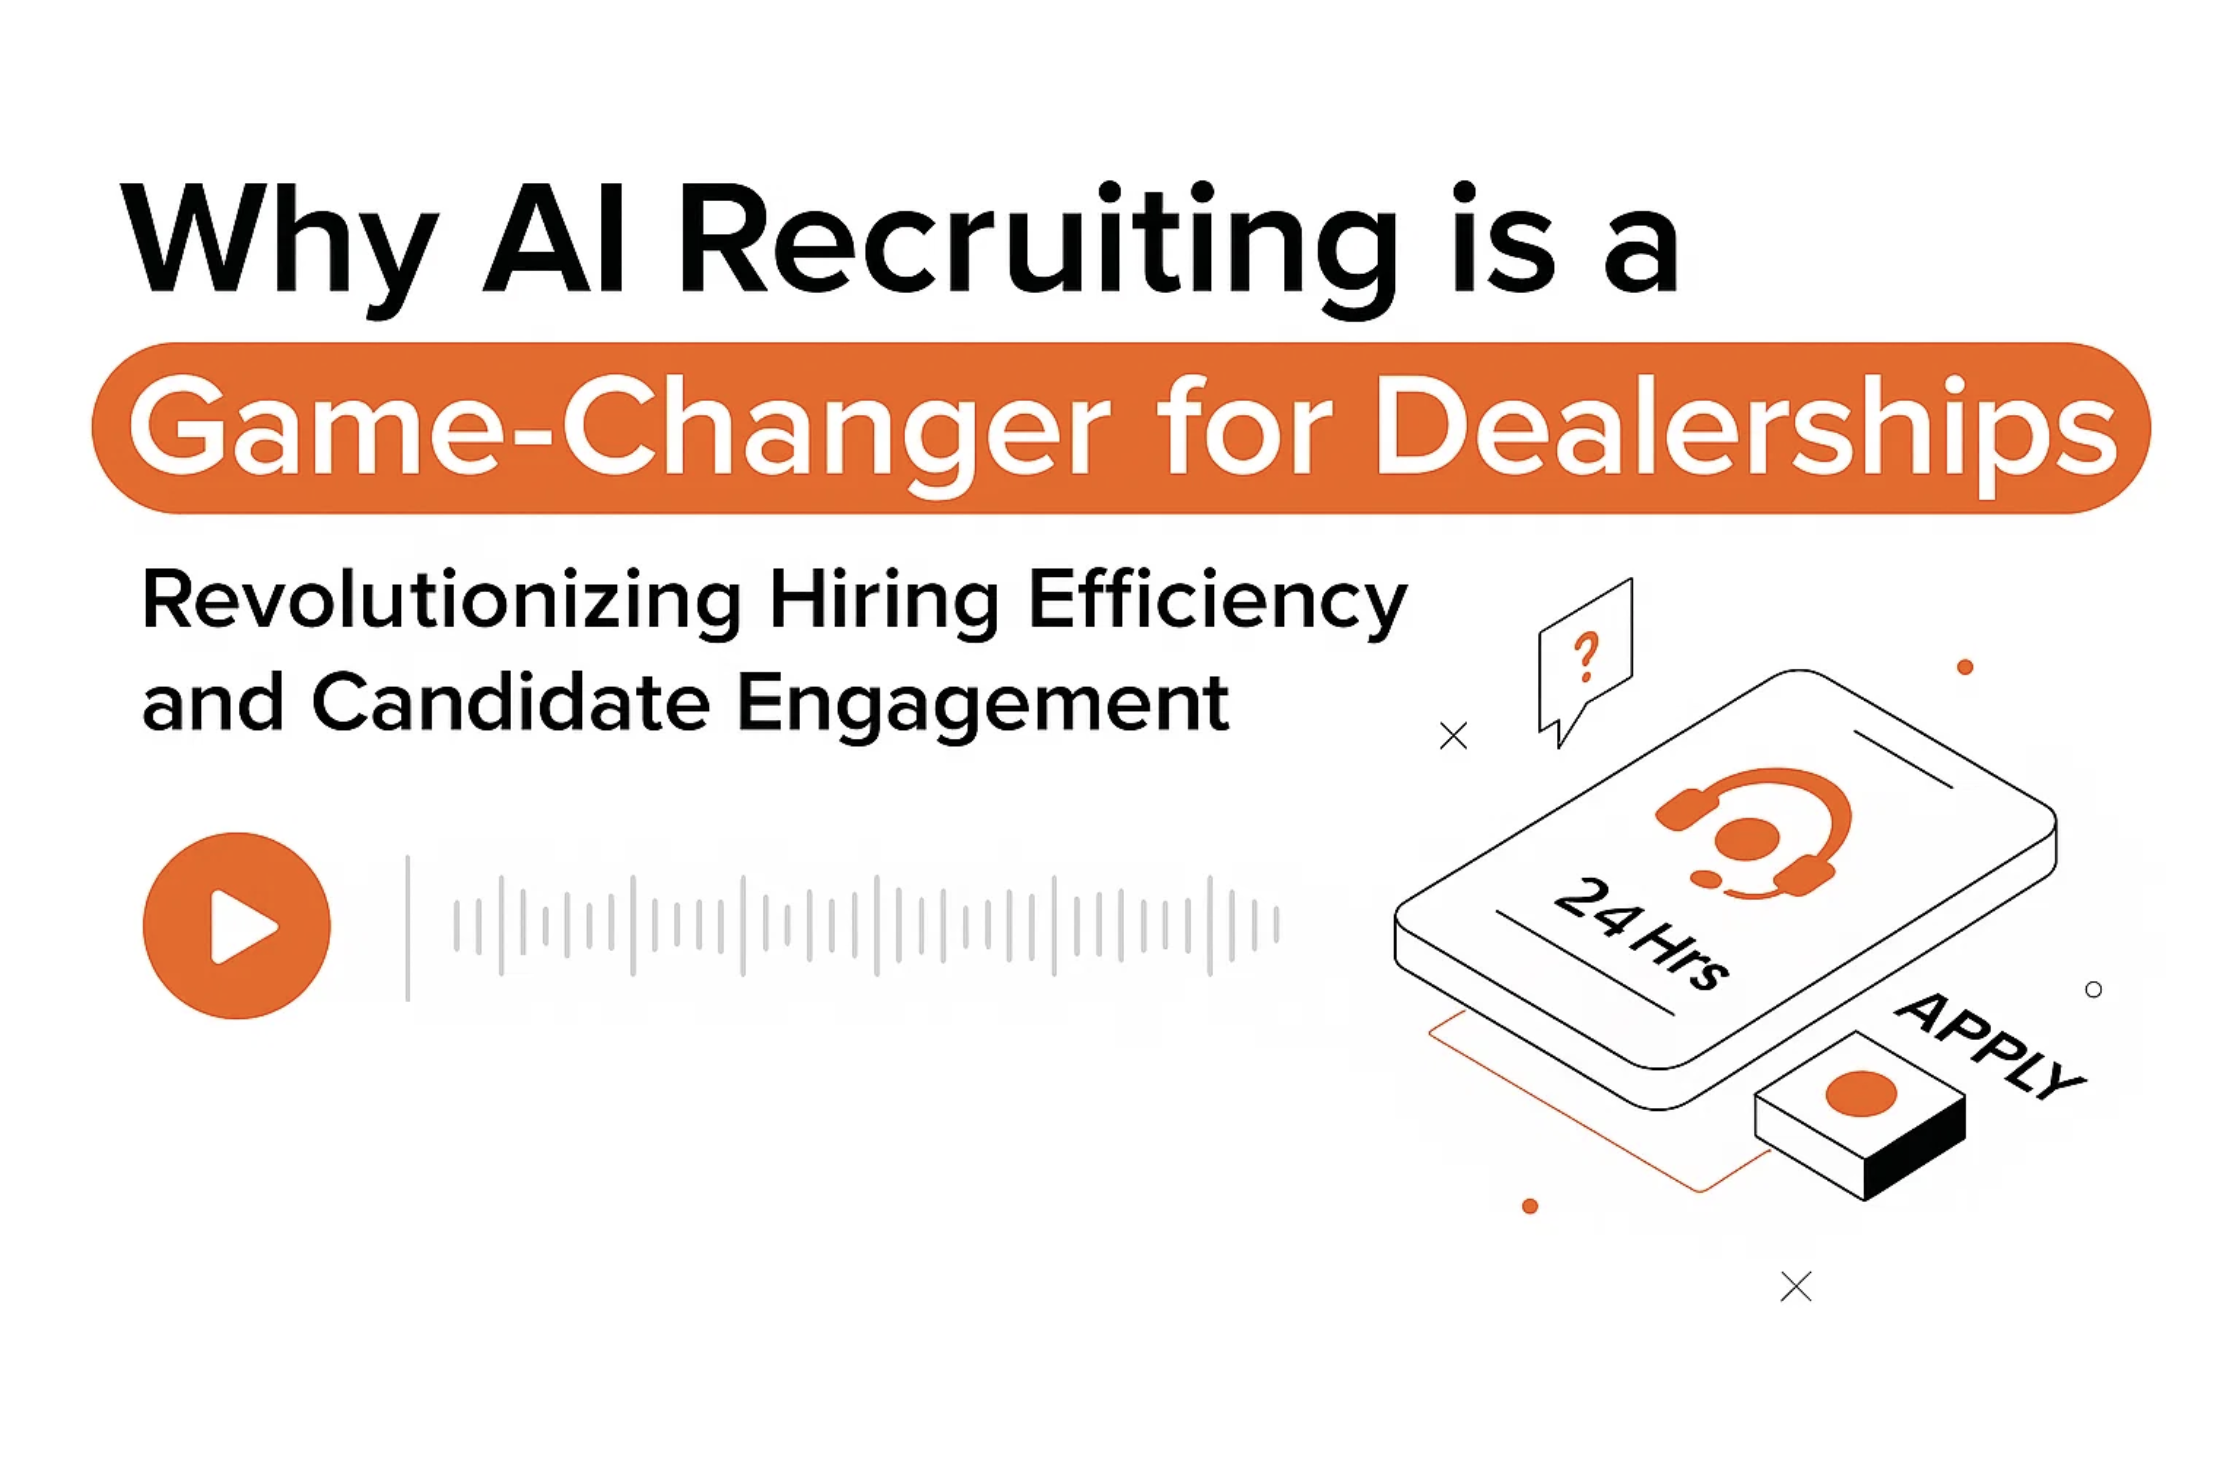 Why AI Recruiting is a
Game-Changer for Dealerships
Revolutionizing Hiring Efficiency
and Candidate Engagement
?
24 Hrs
APPLY